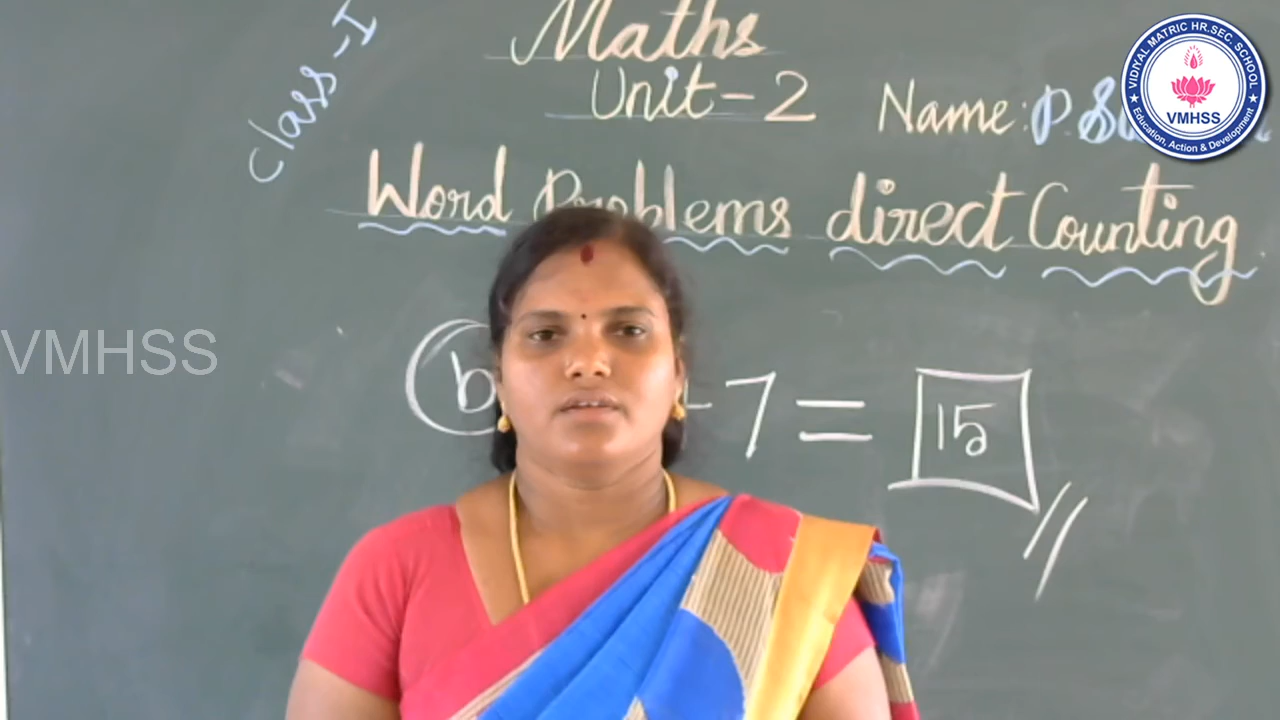 Class-I
Maths
Unit-2
Name: P.
Word Problems direct Counting
b - 7 = 15
VMHSS
VIDIYAL MATRIC HR.SEC. SCHOOL
VMHSS
Education, Action & Development